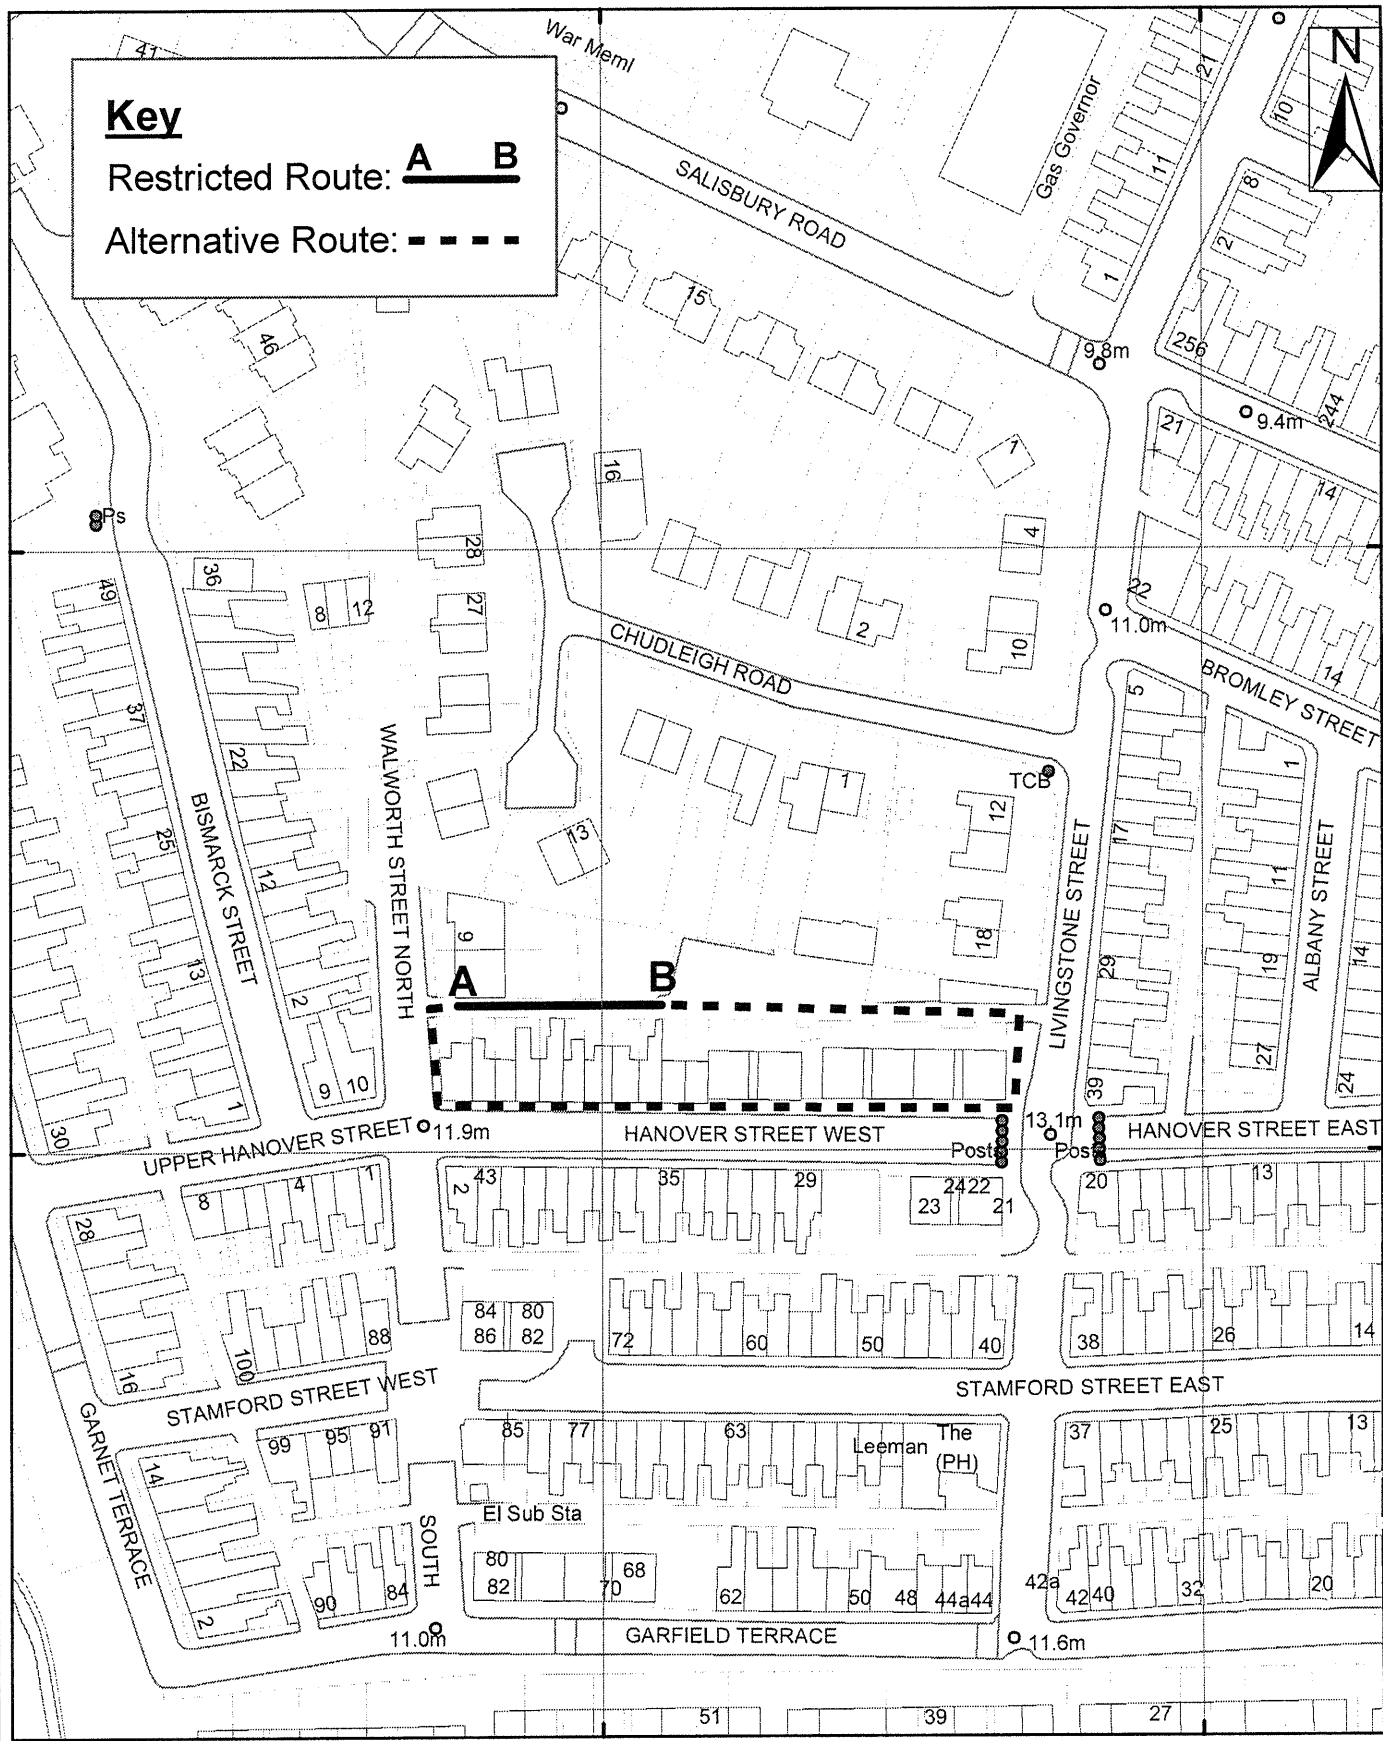 41
War Meml
N
Key
Restricted Route: A B
Alternative Route:
SALISBURY ROAD
Gas Governor
21
11
1
10
8
2
256
244
9.8m
9.4m
15
46
21
14
1
16
4
Ps
28
36
49
8 12
27
2
10
22
11.0m
14
CHUDLEIGH ROAD
BROMLEY STREET
5
37
22
1
1
TCB
12
WALWORTH STREET NORTH
BISMARCK STREET
25
12
13
17
11
LIVINGSTONE STREET
ALBANY STREET
9
18
13
2
29
19
14
A B
27
24
39
9 10
1
30
11.9m
13.1m
UPPER HANOVER STREET
HANOVER STREET WEST
HANOVER STREET EAST
Posts
Posts
8 4 1
2 43 35 29
24 22
23 21
20 13
28
84 80
86 82
72 60 50 40
38 26 14
88
100
16
STAMFORD STREET WEST
STAMFORD STREET EAST
GARNET TERRACE
99 95 91
85 77 63
The
Leeman
(PH)
37 25 13
14
El Sub Sta
SOUTH
80
82
70 68
62 50 48 44a 44
42a
42 40 32 20
90 84
2
11.0m
GARFIELD TERRACE
11.6m
51 39 27